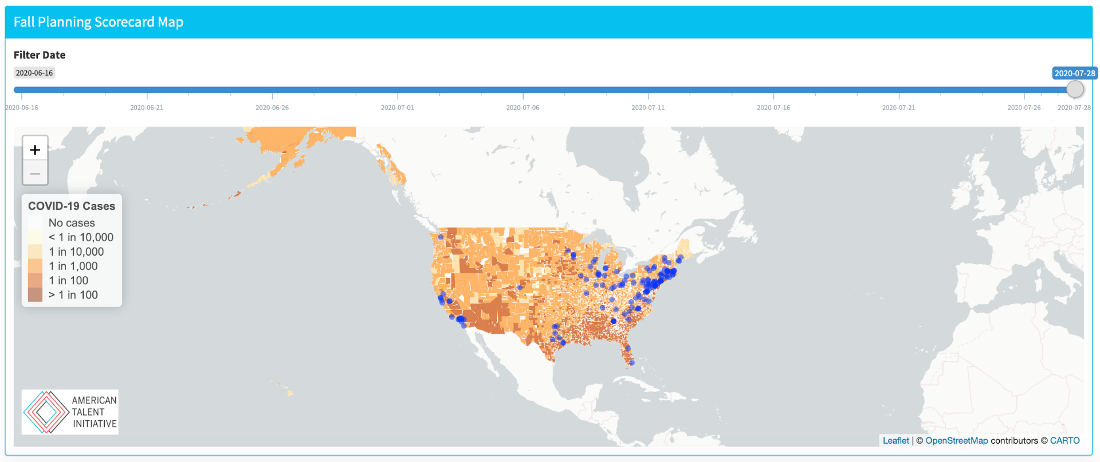 Fall Planning Scorecard Map
Filter Date
2020-06-16
2020-07-28
2020-06-16 2020-06-21 2020-06-26 2020-07-01 2020-07-06 2020-07-11 2020-07-16 2020-07-21 2020-07-26 2020-07-28
+
−
COVID-19 Cases
No cases
< 1 in 10,000
1 in 10,000
1 in 1,000
1 in 100
> 1 in 100
AMERICAN
TALENT
INITIATIVE
Leaflet | © OpenStreetMap contributors © CARTO